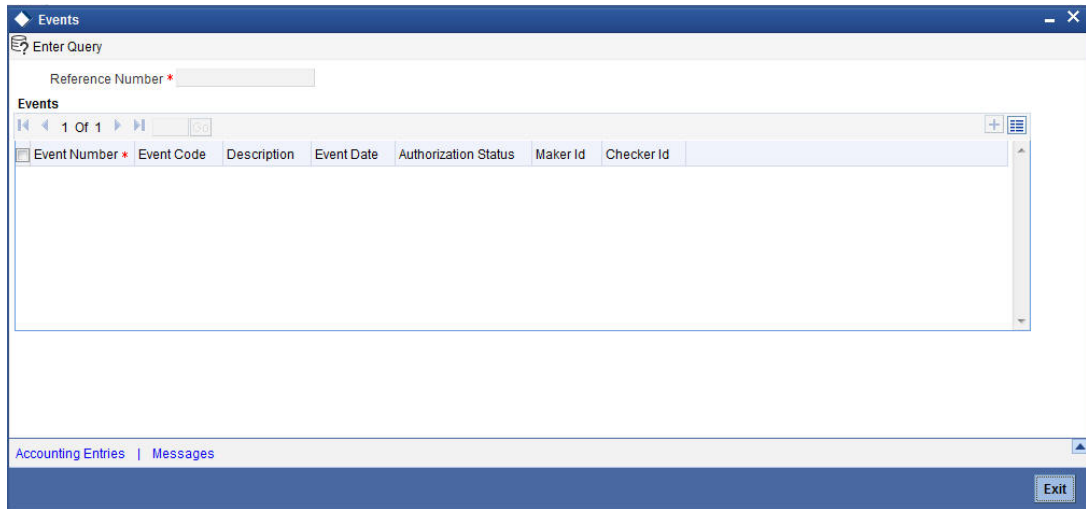 Events
Enter Query
Reference Number *
Events
1 Of 1 Go
Event Number * Event Code Description Event Date Authorization Status Maker Id Checker Id
Accounting Entries | Messages
Exit